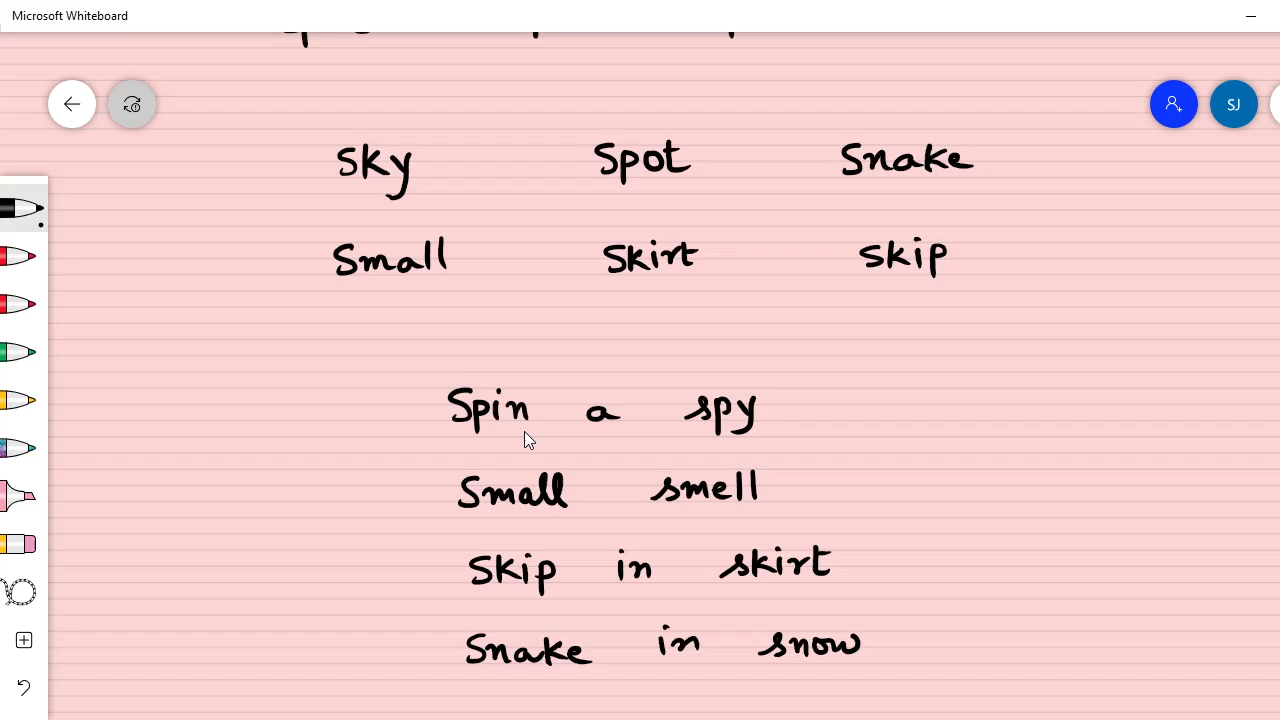 Microsoft Whiteboard
SJ
Sky Spot Snake
Small Skirt Skip
Spin a spy
Small smell
Skip in skirt
Snake in snow